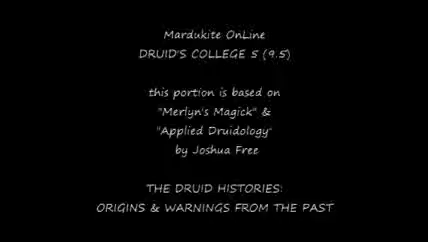 Mardukite OnLine
DRUID'S COLLEGE 5 (9.5)
this portion is based on
"Merlyn's Magick" &
"Applied Druidology"
by Joshua Free
THE DRUID HISTORIES:
ORIGINS & WARNINGS FROM THE PAST